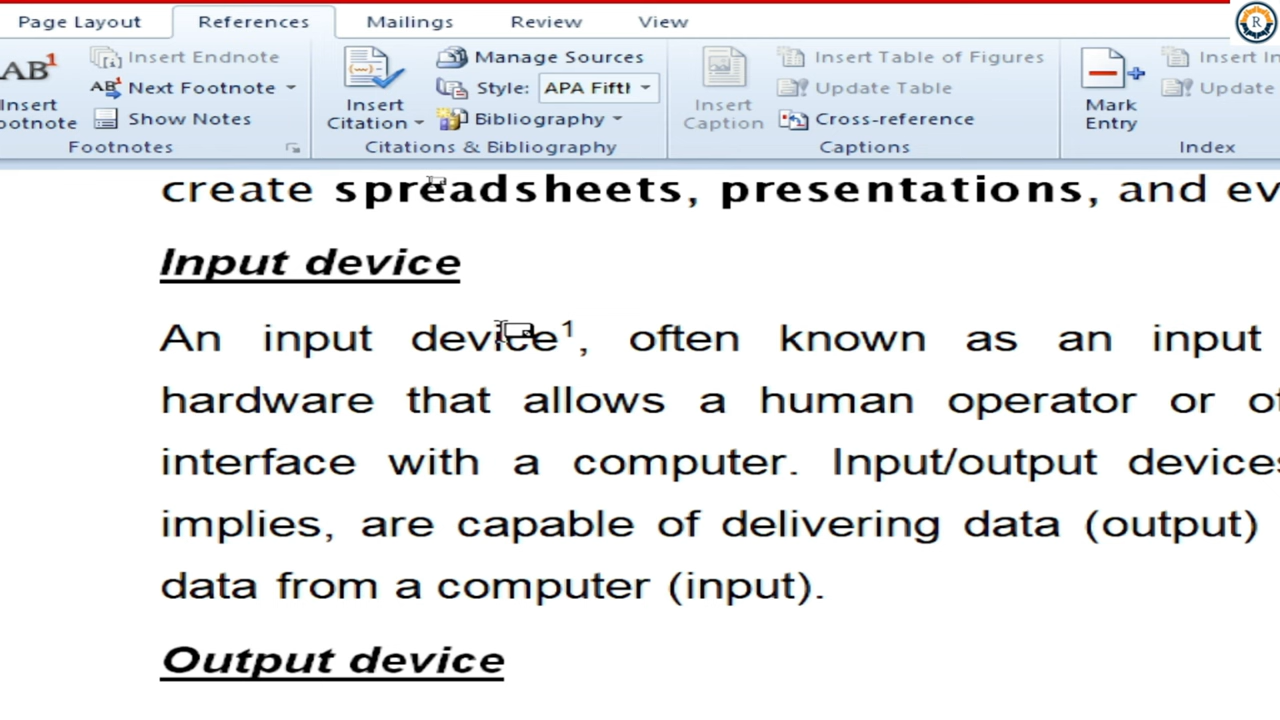 Page Layout References Mailings Review View
R
AB1 Insert Endnote Manage Sources Insert Table of Figures Insert
AB1 Next Footnote Style: APA Fift Update Table Update
Insert Show Notes Insert Citation Bibliography Insert Caption Cross-reference Mark Entry
Footnotes Citations & Bibliography Captions Index
create spreadsheets, presentations, and
Input device
An input device1, often known as an input
hardware that allows a human operator or
interface with a computer. Input/output devices
implies, are capable of delivering data (output)
data from a computer (input).
Output device